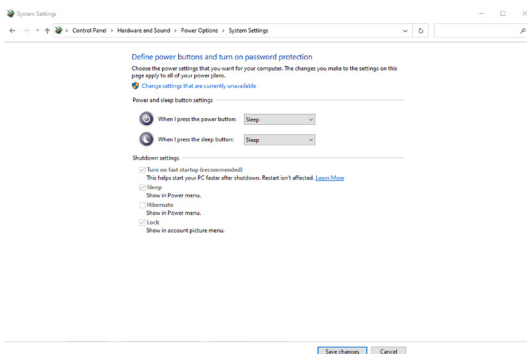 System Settings
Control Panel > Hardware and Sound > Power Options > System Settings
Define power buttons and turn on password protection
Choose the power settings that you want for your computer. The changes you make to the settings on this
page apply to all of your power plans.
Change settings that are currently unavailable
Power and sleep button settings
When I press the power button: Sleep
When I press the sleep button: Sleep
Shutdown settings
Turn on fast startup (recommended)
This helps start your PC faster after shutdown. Restart isn't affected. Learn More
Sleep
Show in Power menu.
Hibernate
Show in Power menu.
Lock
Show in account picture menu.
Save changes Cancel